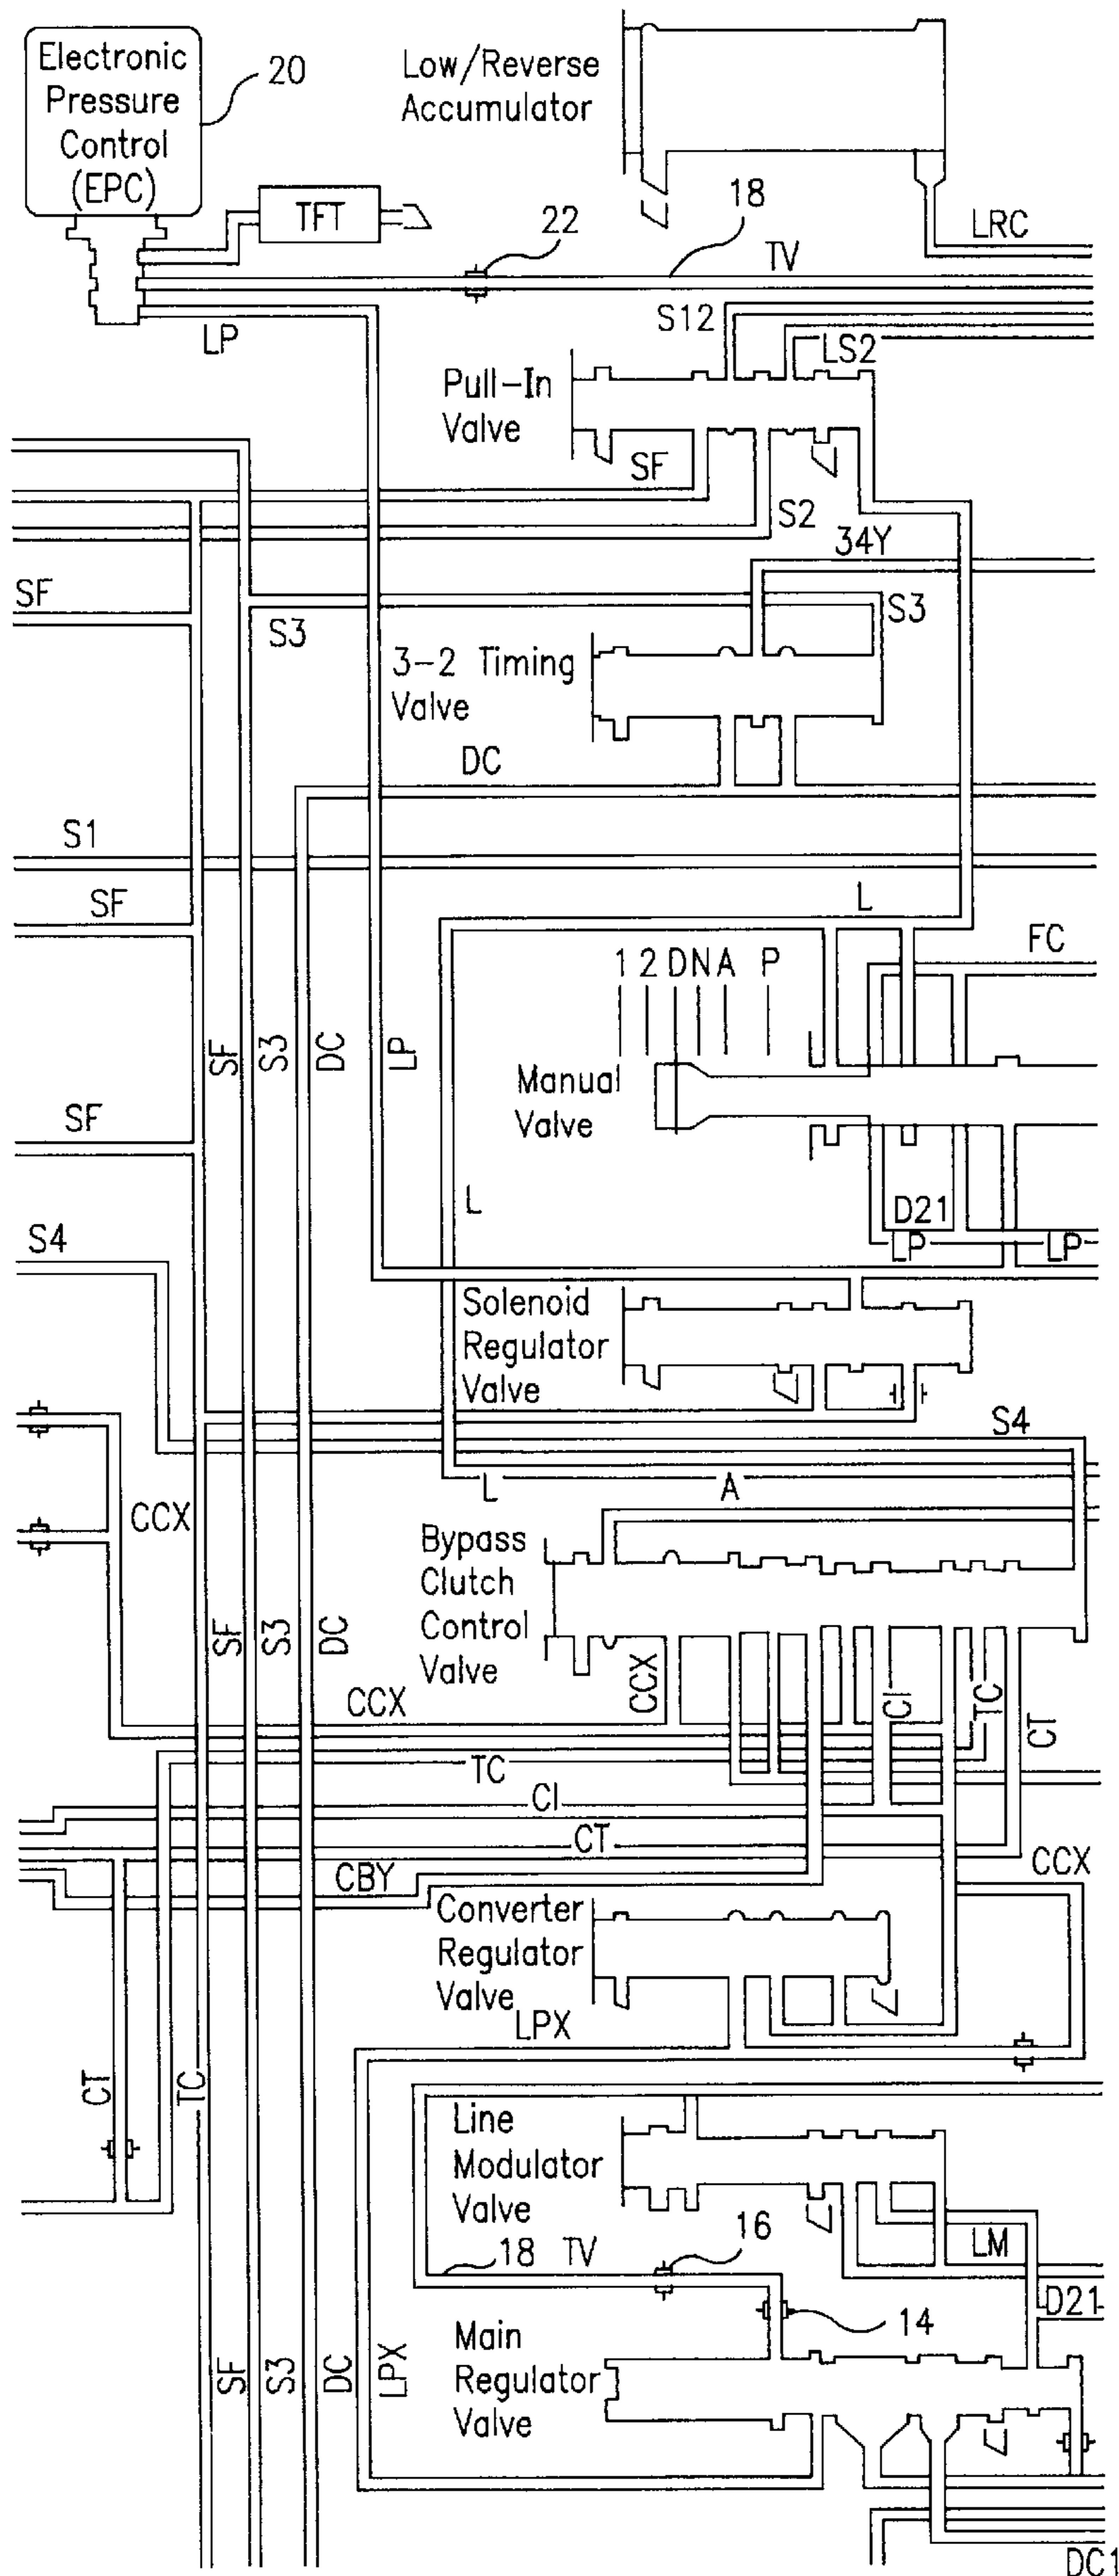 Electronic
Pressure
Control
(EPC)
20
Low/Reverse
Accumulator
TFT
22
18
LRC
TV
LP
S12
LS2
Pull-In
Valve
SF
S2
34Y
SF
S3
S3
3-2 Timing
Valve
DC
S1
SF
L
FC
1 2 D N A P
SF
S3
DC
LP
Manual
Valve
SF
L
D21
LP
LP
S4
Solenoid
Regulator
Valve
S4
L
A
CCX
Bypass
Clutch
Control
Valve
SF
S3
DC
CCX
CCX
CI
TC
CT
TC
CI
CT
CBY
CCX
Converter
Regulator
Valve
LPX
CT
TC
Line
Modulator
Valve
16
LM
18
TV
D21
14
Main
Regulator
Valve
SF
S3
DC
LPX
DC1